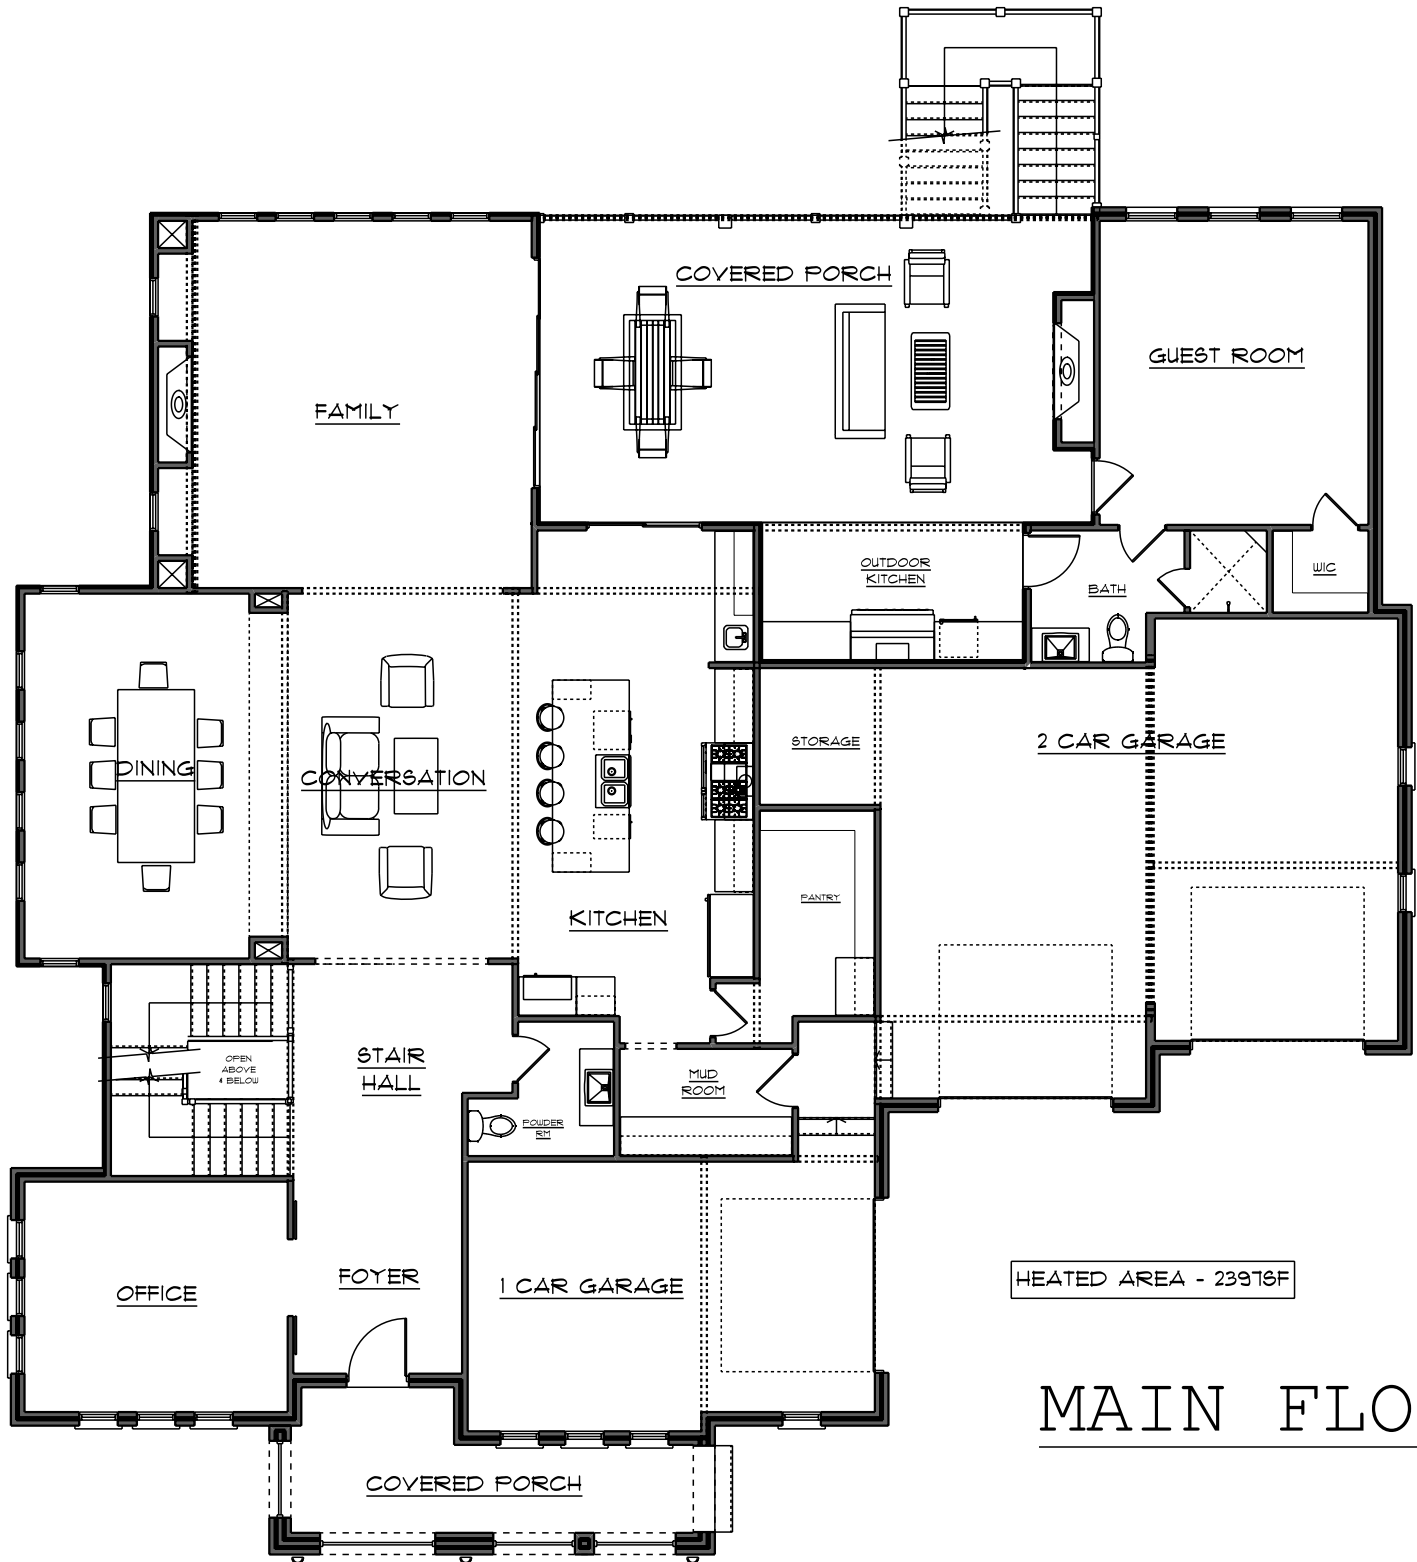 COVERED PORCH
GUEST ROOM
FAMILY
OUTDOOR
KITCHEN
WIC
BATH
2 CAR GARAGE
STORAGE
DINING
CONVERSATION
PANTRY
KITCHEN
STAIR
HALL
OPEN
ABOVE
& BELOW
MUD
ROOM
POWDER
RM
FOYER
1 CAR GARAGE
OFFICE
HEATED AREA - 2397SF
MAIN FLO
COVERED PORCH